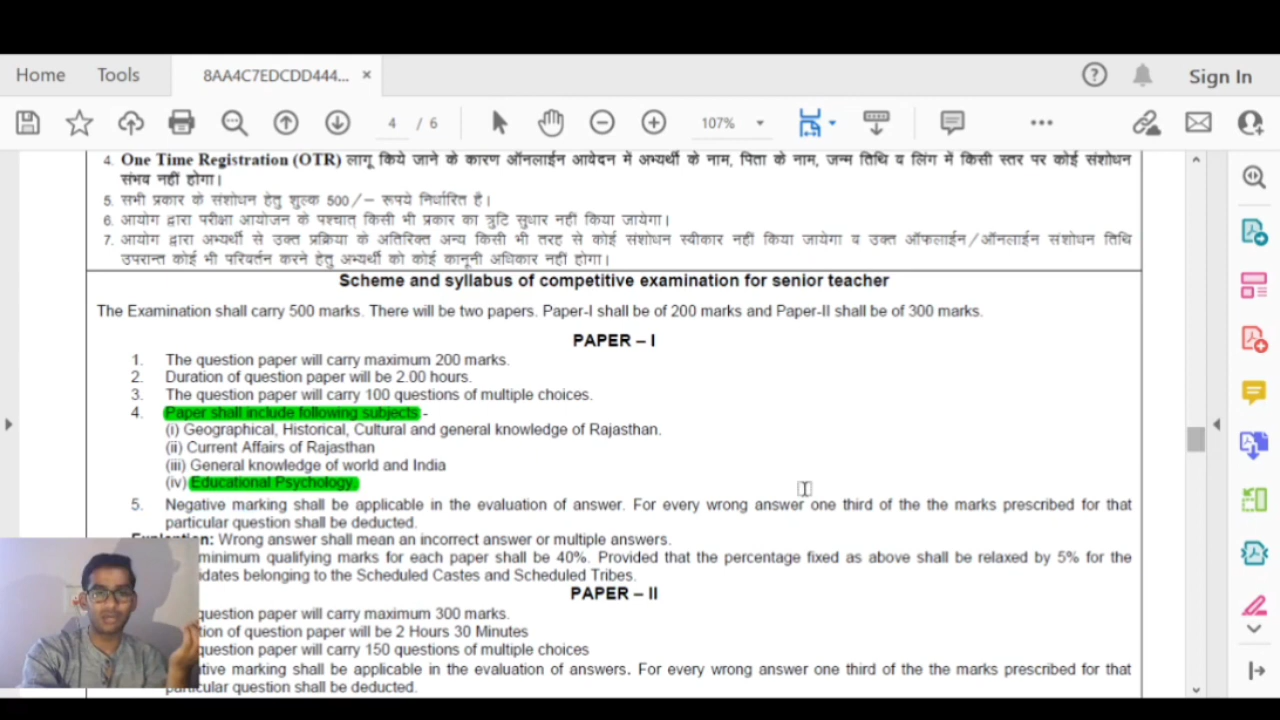 Home Tools 8AA4C7EDCDD444... × Sign In
4 / 6 107%
4. One Time Registration (OTR) लागू किये जाने के कारण ऑनलाईन आवेदन में अभ्यर्थी के नाम, पिता के नाम, जन्म तिथि व लिंग में किसी स्तर पर कोई संशोधन
संभव नहीं होगा।
5. सभी प्रकार के संशोधन हेतु शुल्क 500/– रूपये निर्धारित है।
6. आयोग द्वारा परीक्षा आयोजन के पश्चात् किसी भी प्रकार का त्रुटि सुधार नहीं किया जायेगा।
7. आयोग द्वारा अभ्यर्थी से उक्त प्रक्रिया के अतिरिक्त अन्य किसी भी तरह से कोई संशोधन स्वीकार नहीं किया जायेगा व उक्त ऑफलाईन/ऑनलाईन संशोधन तिथि
उपरान्त कोई भी परिवर्तन करने हेतु अभ्यर्थी को कोई कानूनी अधिकार नहीं होगा।
Scheme and syllabus of competitive examination for senior teacher
The Examination shall carry 500 marks. There will be two papers. Paper-I shall be of 200 marks and Paper-II shall be of 300 marks.
PAPER – I
1. The question paper will carry maximum 200 marks.
2. Duration of question paper will be 2.00 hours.
3. The question paper will carry 100 questions of multiple choices.
4. Paper shall include following subjects -
(i) Geographical, Historical, Cultural and general knowledge of Rajasthan.
(ii) Current Affairs of Rajasthan
(iii) General knowledge of world and India
(iv) Educational Psychology
5. Negative marking shall be applicable in the evaluation of answer. For every wrong answer one third of the the marks prescribed for that
particular question shall be deducted.
Wrong answer shall mean an incorrect answer or multiple answers.
minimum qualifying marks for each paper shall be 40%. Provided that the percentage fixed as above shall be relaxed by 5% for the
belonging to the Scheduled Castes and Scheduled Tribes.
PAPER – II
question paper will carry maximum 300 marks.
of question paper will be 2 Hours 30 Minutes
question paper will carry 150 questions of multiple choices
marking shall be applicable in the evaluation of answers. For every wrong answer one third of the the marks prescribed for that
question shall be deducted.